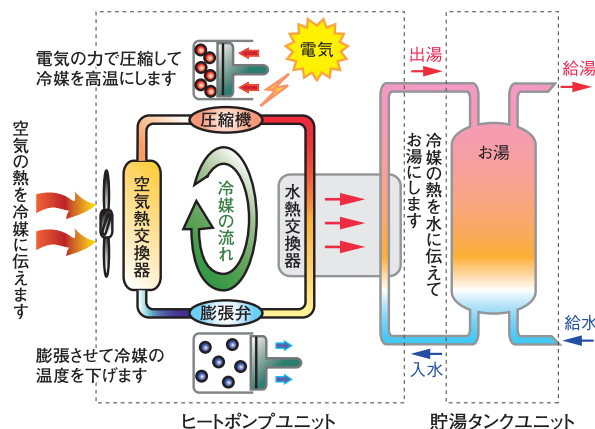 電気の力で圧縮して
冷媒を高温にします
電気
圧縮機
空気の熱を冷媒に伝えます
空気熱交換器
冷媒の流れ
水熱交換器
冷媒の熱を水に伝えて
お湯にします
膨張弁
膨張させて冷媒の
温度を下げます
ヒートポンプユニット
出湯
給湯
お湯
給水
入水
貯湯タンクユニット